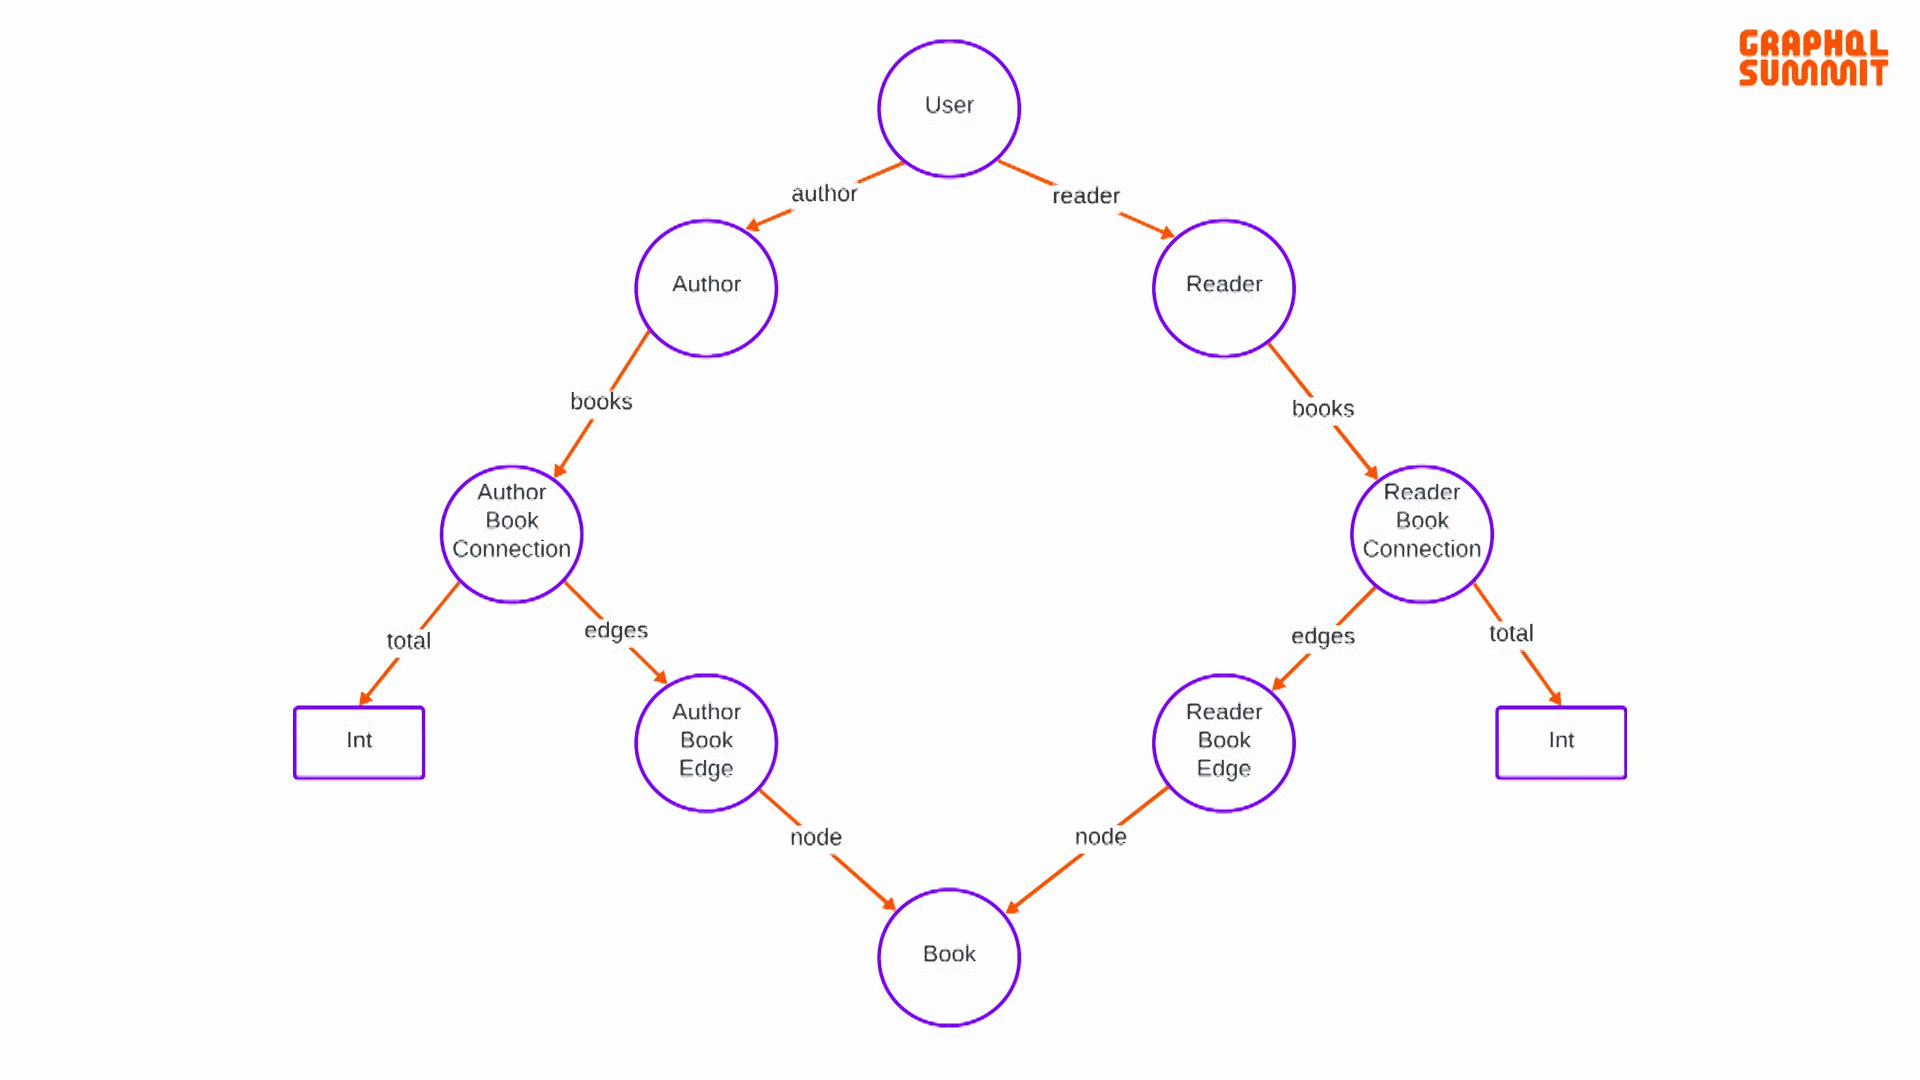 GRAPHQL
SUMMIT
User
author
reader
Author
Reader
books
books
Author
Book
Connection
Reader
Book
Connection
total
edges
edges
total
Int
Author
Book
Edge
Reader
Book
Edge
Int
node
node
Book